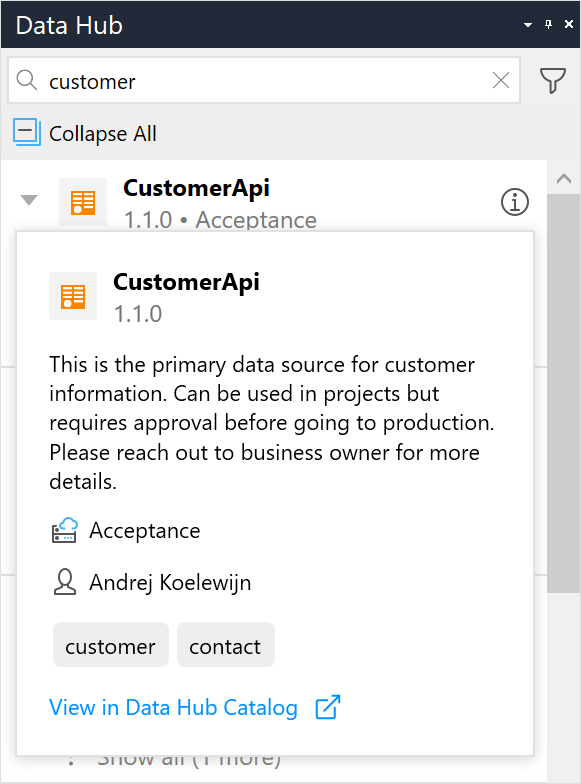 Data Hub
customer
Collapse All
CustomerApi
1.1.0 • Acceptance
CustomerApi
1.1.0
This is the primary data source for customer
information. Can be used in projects but
requires approval before going to production.
Please reach out to business owner for more
details.
Acceptance
Andrej Koelewijn
customer contact
View in Data Hub Catalog
Show all (1 more)